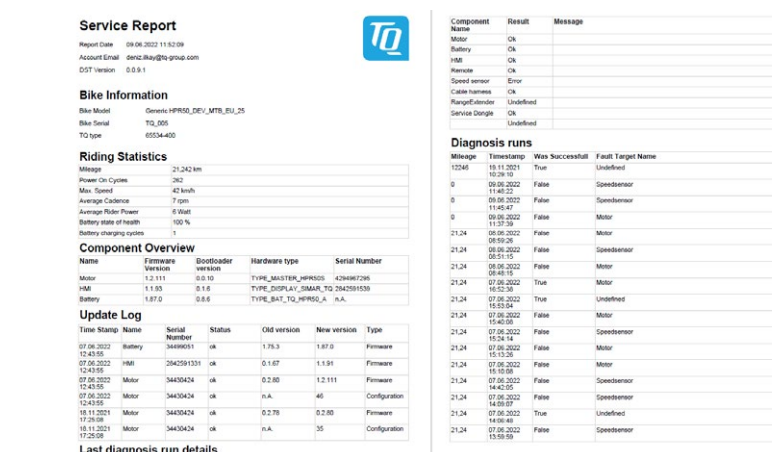 Service Report
TQ
Report Date 09.06.2022 11:52:09
Account Email deniz.ilkay@tq-group.com
DST Version 0.0.9.1
Bike Information
Bike Model Generic HPR50_DEV_MTB_EU_25
Bike Serial TQ_005
TQ type 65534-400
Riding Statistics
Mileage 21,242 km
Power On Cycles 262
Max. Speed 42 km/h
Average Cadence 7 rpm
Average Rider Power 6 Watt
Battery state of health 100 %
Battery charging cycles 1
Component Overview
Name Firmware Version Bootloader version Hardware type Serial Number
Motor 1.2.111 0.0.10 TYPE_MASTER_HPR50S 4294967295
HMI 1.1.93 0.1.6 TYPE_DISPLAY_SIMAR_TQ 2842591539
Battery 1.87.0 0.8.6 TYPE_BAT_TQ_HPR50_A n.A.
Update Log
Time Stamp Name Serial Number Status Old version New version Type
07.06.2022 12:43:55 Battery 34499051 ok 1.75.3 1.87.0 Firmware
07.06.2022 12:43:55 HMI 2842591331 ok 0.1.67 1.1.91 Firmware
07.06.2022 12:43:55 Motor 34430424 ok 0.2.80 1.2.111 Firmware
07.06.2022 12:43:55 Motor 34430424 ok n.A. 46 Configuration
18.11.2021 17:25:08 Motor 34430424 ok 0.2.78 0.2.80 Firmware
18.11.2021 17:25:08 Motor 34430424 ok n.A. 35 Configuration
Last diagnosis run details
Component Name Result Message
Motor Ok
Battery Ok
HMI Ok
Remote Ok
Speed sensor Error
Cable harness Ok
RangeExtender Undefined
Service Dongle Ok
Undefined
Diagnosis runs
Mileage Timestamp Was Successfull Fault Target Name
12246 19.11.2021 10:29:10 True Undefined
0 09.06.2022 11:46:22 False Speedsensor
0 09.06.2022 11:45:47 False Speedsensor
0 09.06.2022 11:37:39 False Motor
21,24 08.06.2022 08:59:26 False Motor
21,24 08.06.2022 08:51:15 False Speedsensor
21,24 08.06.2022 08:48:15 False Motor
21,24 07.06.2022 16:52:38 True Motor
21,24 07.06.2022 15:53:04 True Undefined
21,24 07.06.2022 15:40:08 False Motor
21,24 07.06.2022 15:24:14 False Speedsensor
21,24 07.06.2022 15:13:26 False Motor
21,24 07.06.2022 15:10:08 False Motor
21,24 07.06.2022 14:42:05 False Speedsensor
21,24 07.06.2022 14:09:07 False Speedsensor
21,24 07.06.2022 14:06:48 True Undefined
21,24 07.06.2022 13:59:59 False Speedsensor